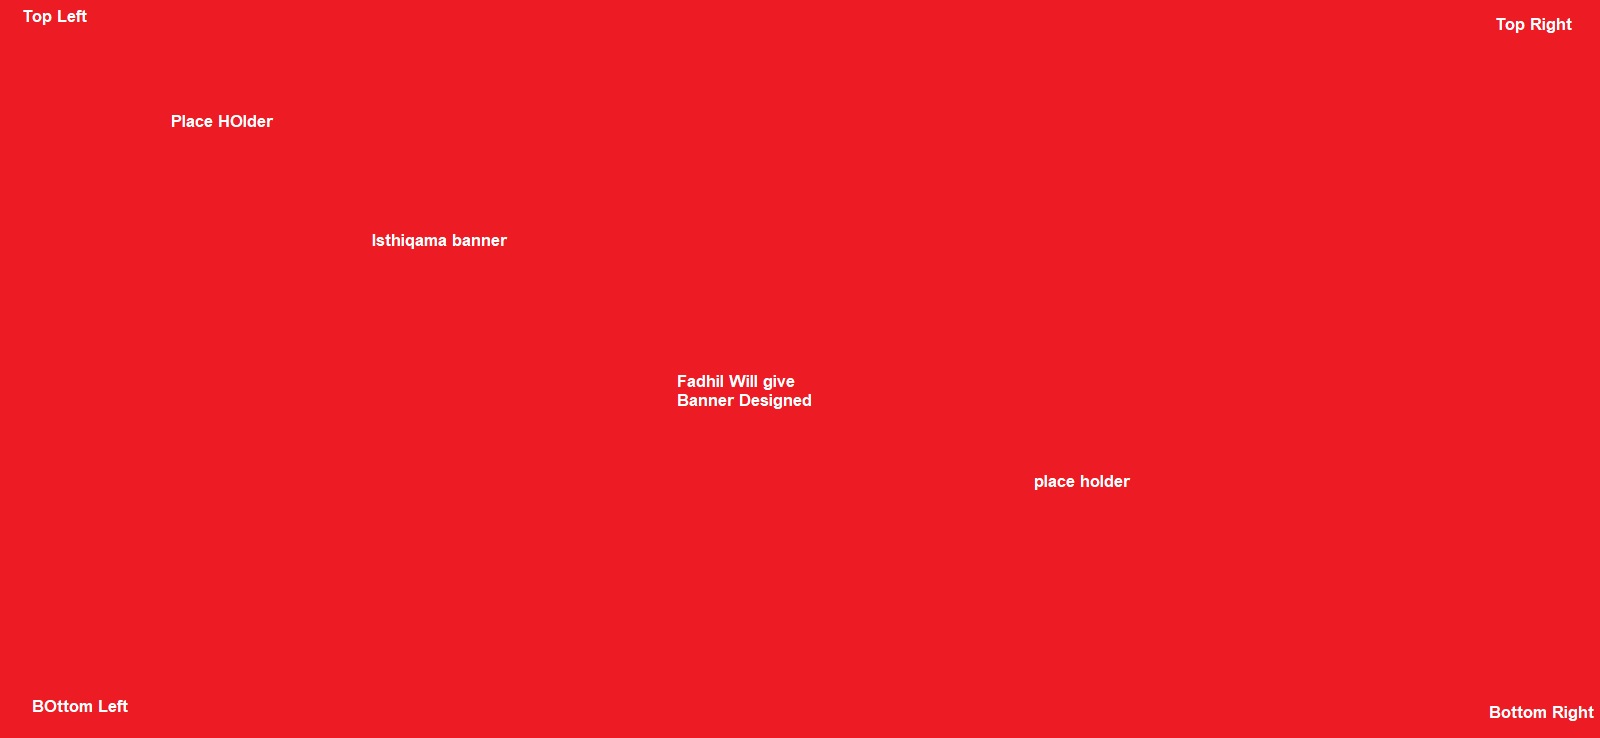 Top Left
Top Right
Place HOlder
Isthiqama banner
Fadhil Will give
Banner Designed
place holder
BOttom Left
Bottom Right